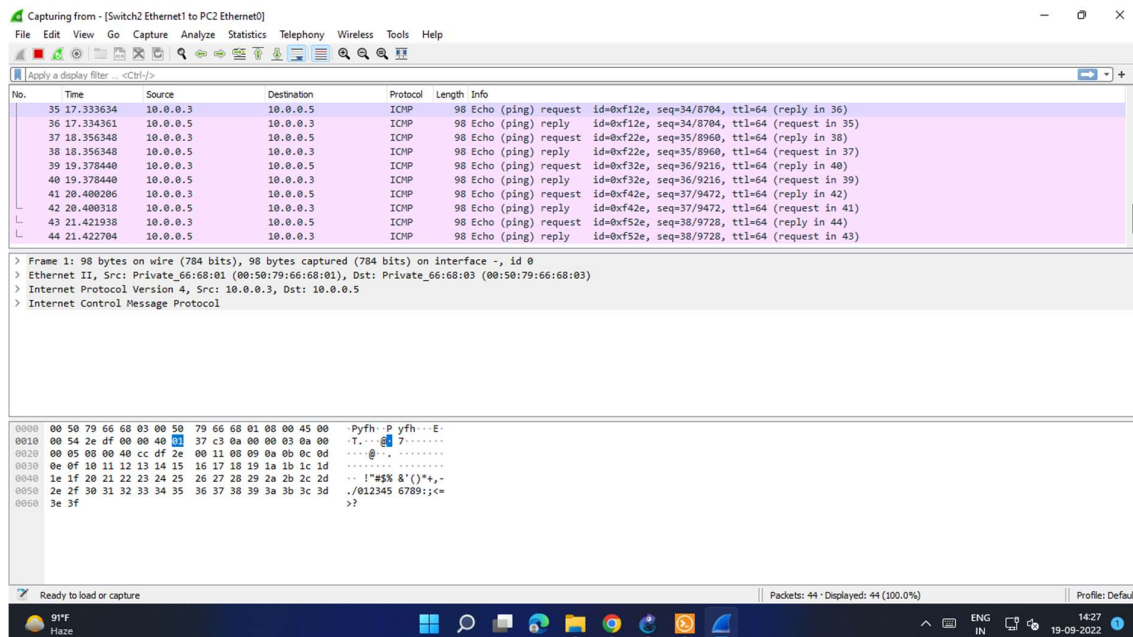 Capturing from - [Switch2 Ethernet1 to PC2 Ethernet0]
File Edit View Go Capture Analyze Statistics Telephony Wireless Tools Help
Apply a display filter ... <Ctrl-/>
No. Time Source Destination Protocol Length Info
35 17.333634 10.0.0.3 10.0.0.5 ICMP 98 Echo (ping) request id=0xf12e, seq=34/8704, ttl=64 (reply in 36)
36 17.334361 10.0.0.5 10.0.0.3 ICMP 98 Echo (ping) reply id=0xf12e, seq=34/8704, ttl=64 (request in 35)
37 18.356348 10.0.0.3 10.0.0.5 ICMP 98 Echo (ping) request id=0xf22e, seq=35/8960, ttl=64 (reply in 38)
38 18.356348 10.0.0.5 10.0.0.3 ICMP 98 Echo (ping) reply id=0xf22e, seq=35/8960, ttl=64 (request in 37)
39 19.378440 10.0.0.3 10.0.0.5 ICMP 98 Echo (ping) request id=0xf32e, seq=36/9216, ttl=64 (reply in 40)
40 19.378440 10.0.0.5 10.0.0.3 ICMP 98 Echo (ping) reply id=0xf32e, seq=36/9216, ttl=64 (request in 39)
41 20.400206 10.0.0.3 10.0.0.5 ICMP 98 Echo (ping) request id=0xf42e, seq=37/9472, ttl=64 (reply in 42)
42 20.400318 10.0.0.5 10.0.0.3 ICMP 98 Echo (ping) reply id=0xf42e, seq=37/9472, ttl=64 (request in 41)
43 21.421938 10.0.0.3 10.0.0.5 ICMP 98 Echo (ping) request id=0xf52e, seq=38/9728, ttl=64 (reply in 44)
44 21.422704 10.0.0.5 10.0.0.3 ICMP 98 Echo (ping) reply id=0xf52e, seq=38/9728, ttl=64 (request in 43)
> Frame 1: 98 bytes on wire (784 bits), 98 bytes captured (784 bits) on interface -, id 0
> Ethernet II, Src: Private_66:68:01 (00:50:79:66:68:01), Dst: Private_66:68:03 (00:50:79:66:68:03)
> Internet Protocol Version 4, Src: 10.0.0.3, Dst: 10.0.0.5
> Internet Control Message Protocol
0000 00 50 79 66 68 03 00 50 79 66 68 01 08 00 45 00 ·Pyfh··P yfh···E·
0010 00 54 2e df 00 00 40 01 37 c3 0a 00 00 03 0a 00 ·T.···@· 7·······
0020 00 05 08 00 40 cc df 2e 00 11 08 09 0a 0b 0c 0d ····@··. ········
0030 0e 0f 10 11 12 13 14 15 16 17 18 19 1a 1b 1c 1d ········ ········
0040 1e 1f 20 21 22 23 24 25 26 27 28 29 2a 2b 2c 2d ·· !"#$% &'()*+,-
0050 2e 2f 30 31 32 33 34 35 36 37 38 39 3a 3b 3c 3d ./012345 6789:;<=
0060 3e 3f >?
Ready to load or capture Packets: 44 · Displayed: 44 (100.0%) Profile: Defau
91°F
Haze
ENG
IN
14:27
19-09-2022
1